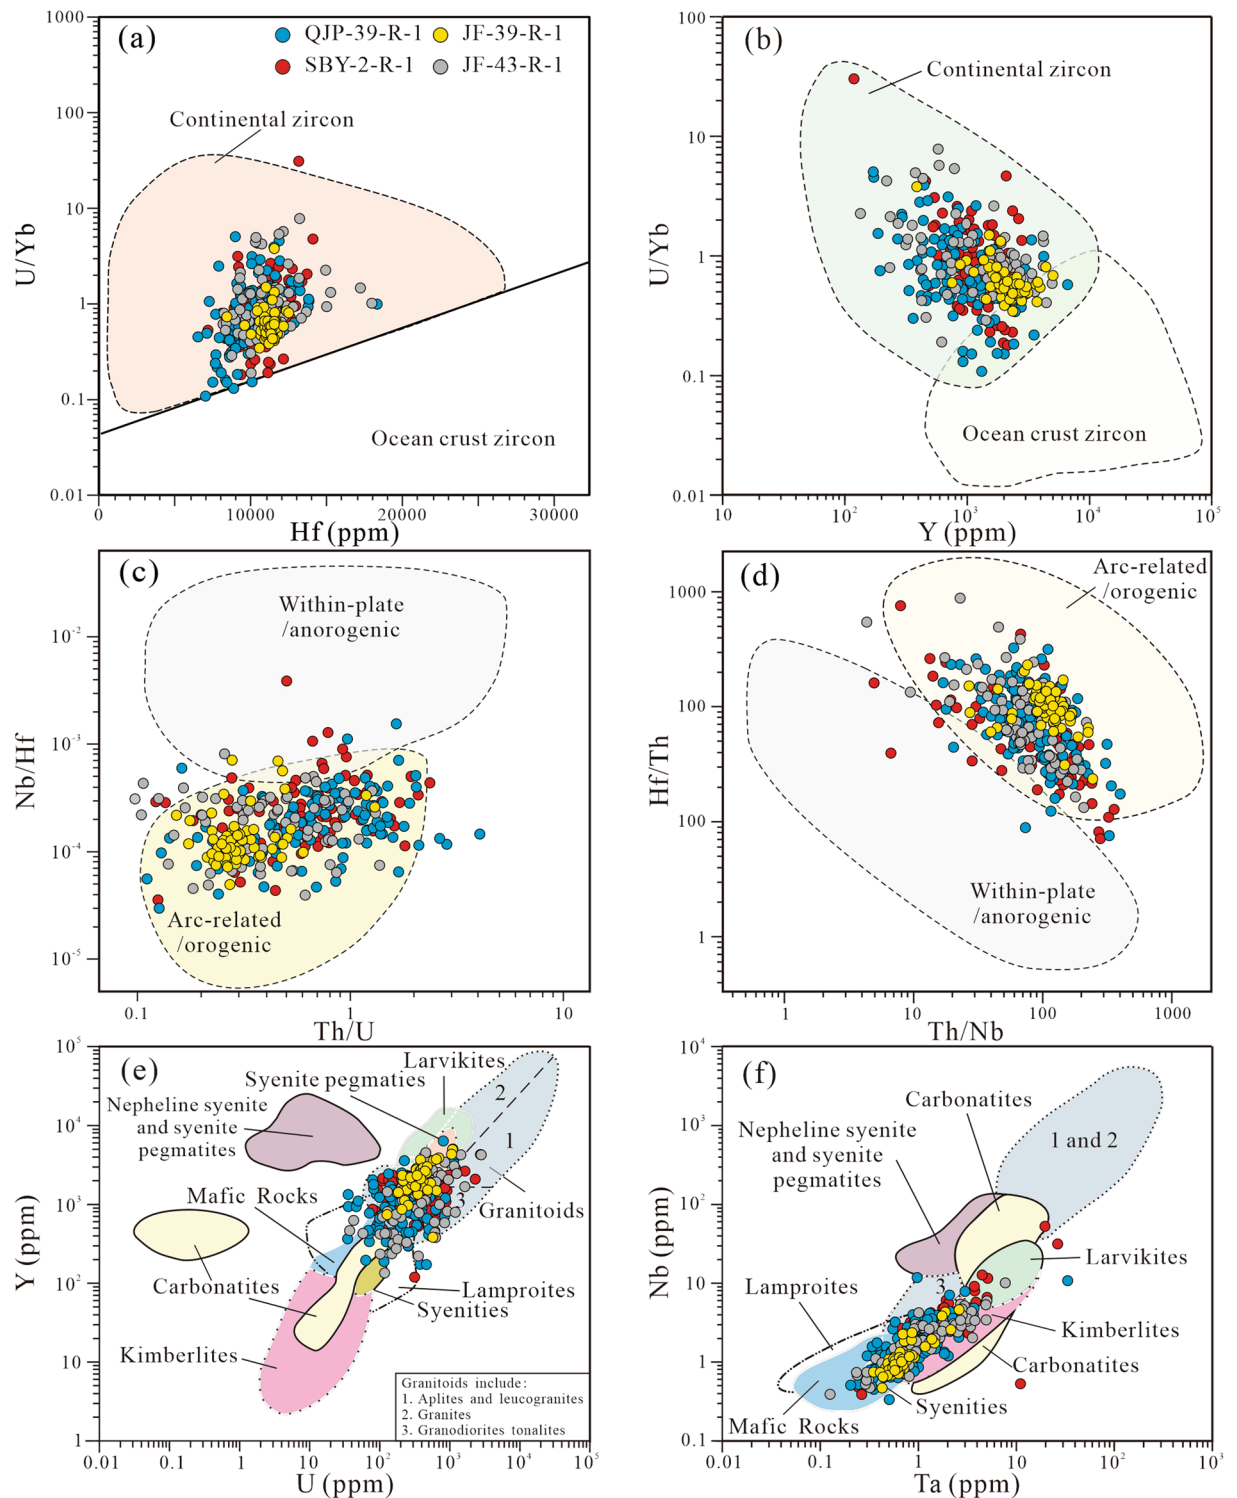 (a)
QJP-39-R-1
JF-39-R-1
SBY-2-R-1
JF-43-R-1
Continental zircon
Ocean crust zircon
1000
100
10
1
0.1
0.01
U/Yb
0
10000
20000
30000
Hf (ppm)
(b)
Continental zircon
Ocean crust zircon
100
10
1
0.1
0.01
U/Yb
10
10²
10³
10⁴
10⁵
Y (ppm)
(c)
Within-plate
/anorogenic
Arc-related
/orogenic
10⁻²
10⁻³
10⁻⁴
10⁻⁵
Nb/Hf
0.1
1
10
Th/U
(d)
Arc-related
/orogenic
Within-plate
/anorogenic
1000
100
100
1
Hf/Th
1
10
100
1000
Th/Nb
(e)
Larvikites
Syenite pegmaties
Nepheline syenite
and syenite
pegmatites
2
1
3
Mafic Rocks
Granitoids
Carbonatites
Lamproites
Syenities
Kimberlites
Granitoids include:
1. Aplites and leucogranites
2. Granites
3. Granodiorites tonalites
10⁵
10⁴
10³
10²
10
1
Y (ppm)
0.01
0.1
1
10
10²
10³
10⁴
10⁵
U (ppm)
(f)
Carbonatites
Nepheline syenite
and syenite
pegmatites
1 and 2
Larvikites
3
Lamproites
Kimberlites
Carbonatites
Syenities
Mafic Rocks
10⁴
10³
10²
10
1
0.1
Nb (ppm)
0.01
0.1
1
10
10²
10³
Ta (ppm)